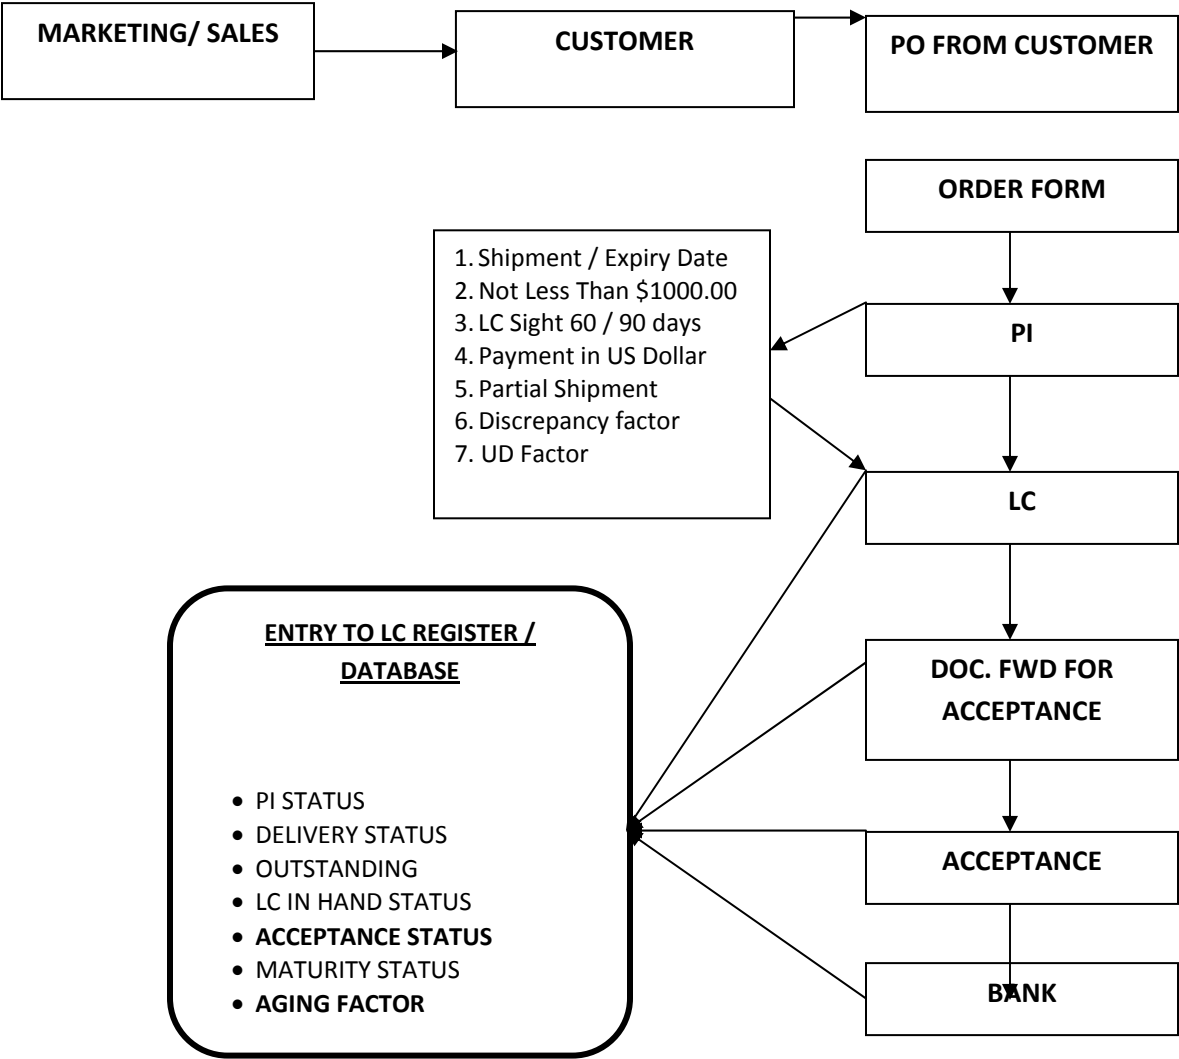 MARKETING/ SALES
CUSTOMER
PO FROM CUSTOMER
ORDER FORM
1. Shipment / Expiry Date
2. Not Less Than $1000.00
3. LC Sight 60 / 90 days
4. Payment in US Dollar
5. Partial Shipment
6. Discrepancy factor
7. UD Factor
PI
LC
ENTRY TO LC REGISTER /
DATABASE
• PI STATUS
• DELIVERY STATUS
• OUTSTANDING
• LC IN HAND STATUS
• ACCEPTANCE STATUS
• MATURITY STATUS
• AGING FACTOR
DOC. FWD FOR
ACCEPTANCE
ACCEPTANCE
BANK